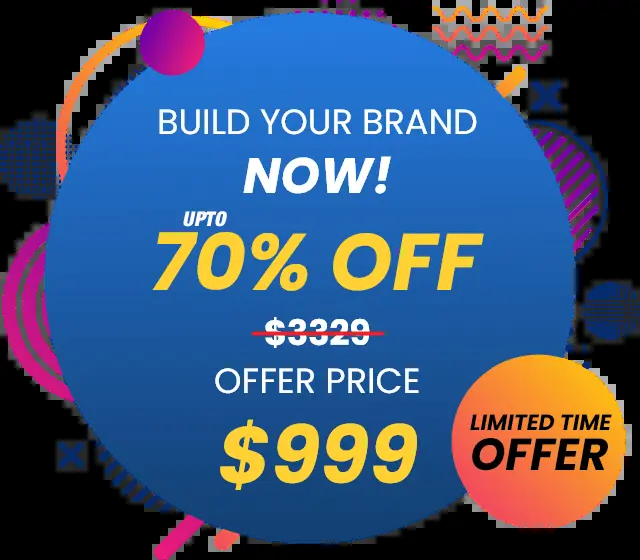 BUILD YOUR BRAND
NOW!
UPTO
70% OFF
$3329
OFFER PRICE
$999
LIMITED TIME
OFFER